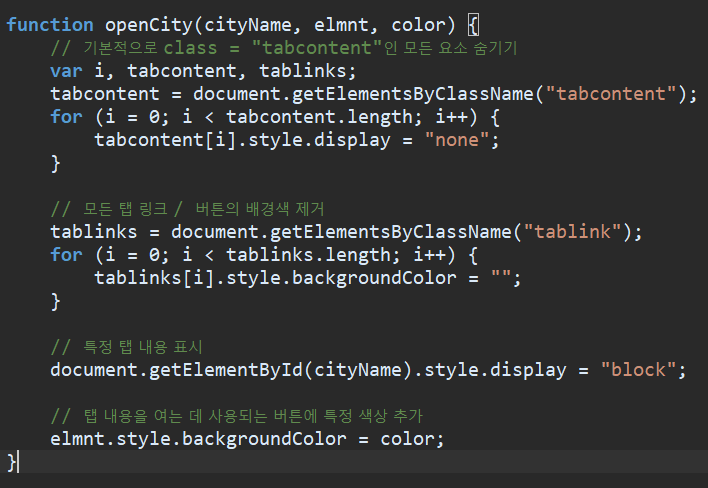 function openCity(cityName, elmnt, color) {
// 기본적으로 class = "tabcontent"인 모든 요소 숨기기
var i, tabcontent, tablinks;
tabcontent = document.getElementsByClassName("tabcontent");
for (i = 0; i < tabcontent.length; i++) {
tabcontent[i].style.display = "none";
}
// 모든 탭 링크 / 버튼의 배경색 제거
tablinks = document.getElementsByClassName("tablink");
for (i = 0; i < tablinks.length; i++) {
tablinks[i].style.backgroundColor = "";
}
// 특정 탭 내용 표시
document.getElementById(cityName).style.display = "block";
// 탭 내용을 여는 데 사용되는 버튼에 특정 색상 추가
elmnt.style.backgroundColor = color;
}